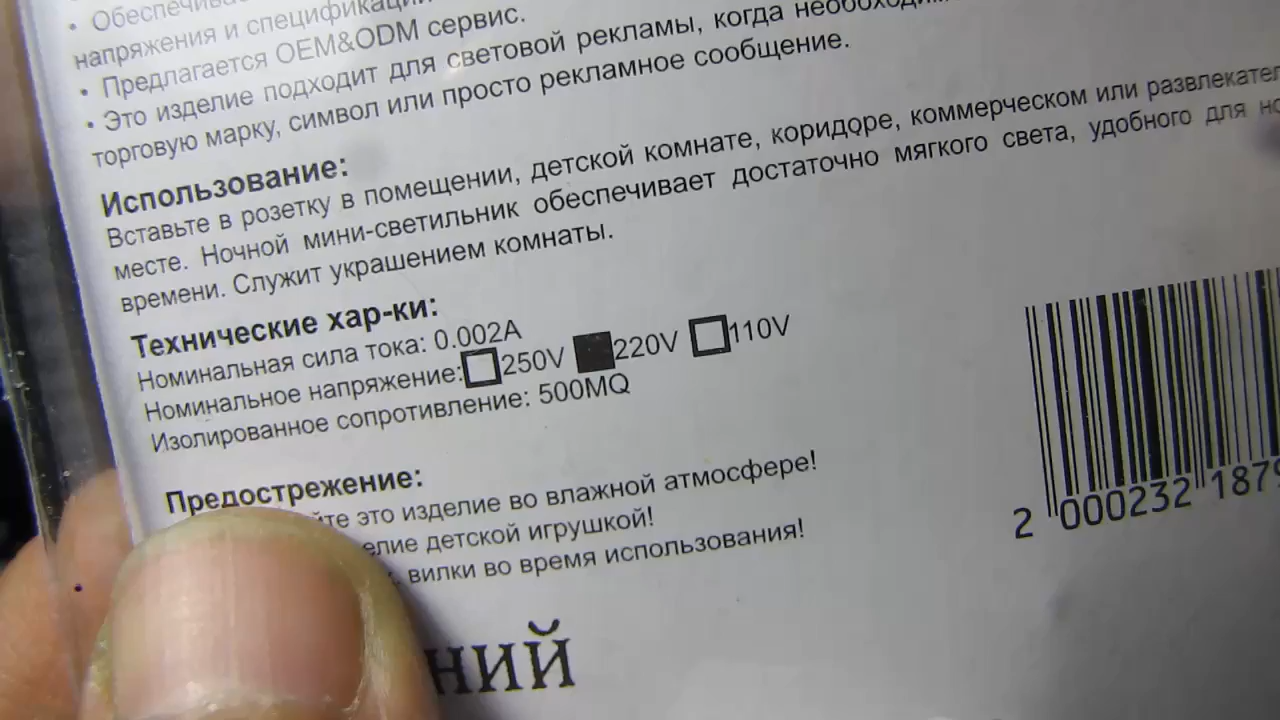 • Обеспечива
напряжения и спецификаци
• Предлагается OEM&ODM сервис.
• Это изделие подходит для световой рекламы, когда необходим
торговую марку, символ или просто рекламное сообщение.
Использование:
Вставьте в розетку в помещении, детской комнате, коридоре, коммерческом или развлекател
месте. Ночной мини-светильник обеспечивает достаточно мягкого света, удобного для но
времени. Служит украшением комнаты.
Технические хар-ки:
Номинальная сила тока: 0.002A
Номинальное напряжение: 250V 220V 110V
Изолированное сопротивление: 500MQ
Предострежение:
йте это изделие во влажной атмосфере!
елие детской игрушкой!
вилки во время использования!
2 000232 1879
ний